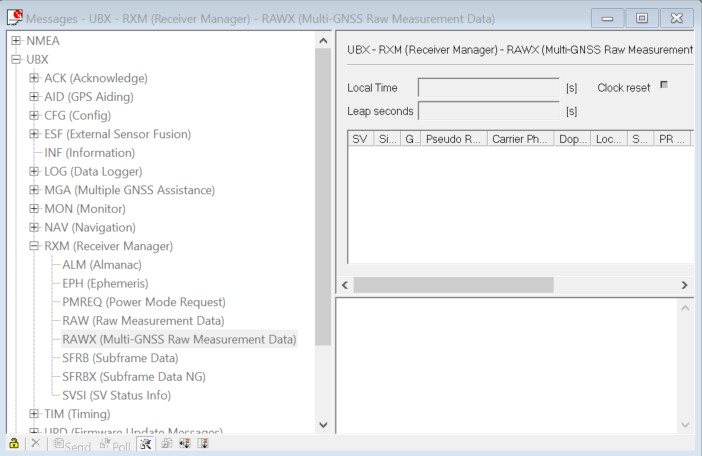 Messages - UBX - RXM (Receiver Manager) - RAWX (Multi-GNSS Raw Measurement Data)
NMEA
UBX
ACK (Acknowledge)
AID (GPS Aiding)
CFG (Config)
ESF (External Sensor Fusion)
INF (Information)
LOG (Data Logger)
MGA (Multiple GNSS Assistance)
MON (Monitor)
NAV (Navigation)
RXM (Receiver Manager)
ALM (Almanac)
EPH (Ephemeris)
PMREQ (Power Mode Request)
RAW (Raw Measurement Data)
RAWX (Multi-GNSS Raw Measurement Data)
SFRB (Subframe Data)
SFRBX (Subframe Data NG)
SVSI (SV Status Info)
TIM (Timing)
UPD (Firmware Update Messages)
Send Poll
UBX - RXM (Receiver Manager) - RAWX (Multi-GNSS Raw Measurement
Local Time [s] Clock reset
Leap seconds [s]
SV Si... G.. Pseudo R... Carrier Ph... Dop... Loc... S... PR ...